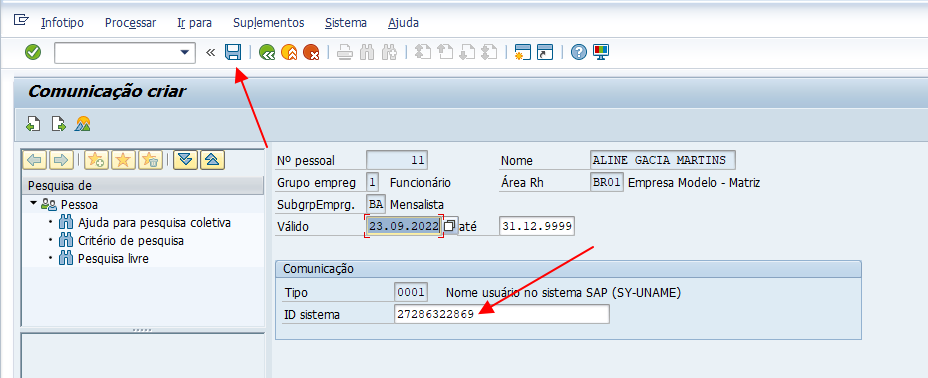 Infotipo Processar Ir para Suplementos Sistema Ajuda
Comunicação criar
Pesquisa de
Pessoa
Ajuda para pesquisa coletiva
Critério de pesquisa
Pesquisa livre
Nº pessoal 11 Nome ALINE GACIA MARTINS
Grupo empreg 1 Funcionário Área Rh BR01 Empresa Modelo - Matriz
SubgrpEmprg. BA Mensalista
Válido 23.09.2022 até 31.12.9999
Comunicação
Tipo 0001 Nome usuário no sistema SAP (SY-UNAME)
ID sistema 27286322869